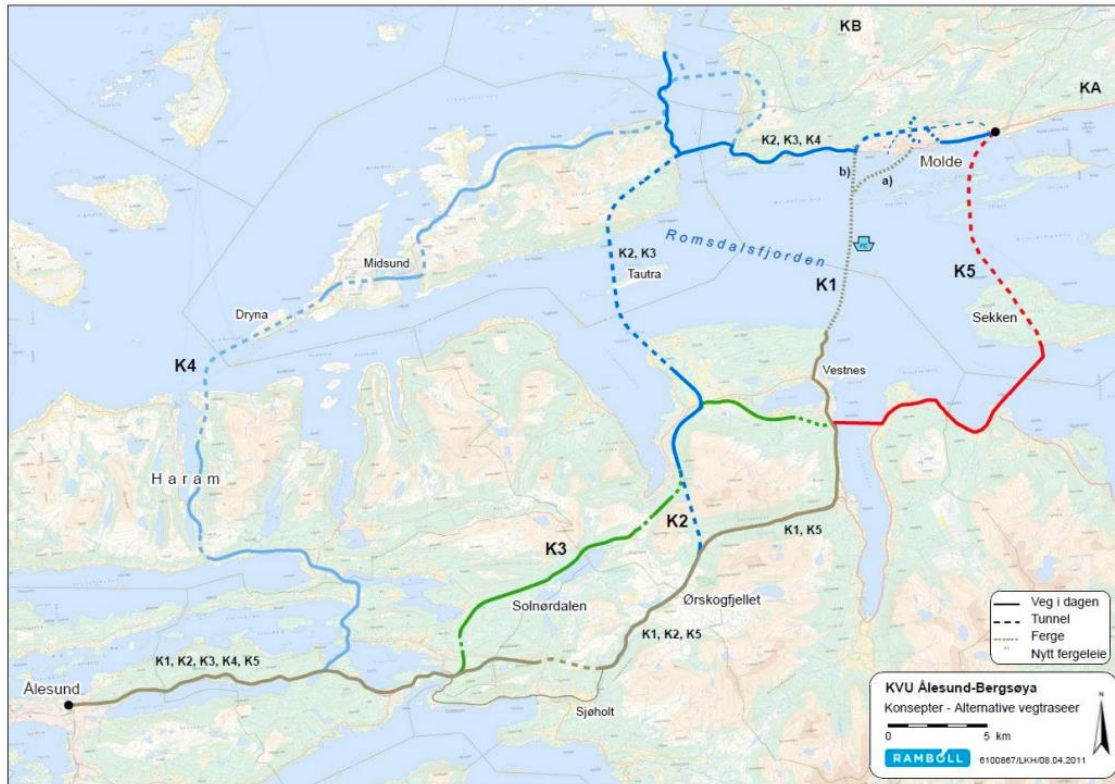 KB
KA
K2, K3, K4
Molde
b)
a)
Romsdalsfjorden
K2, K3
Tautra
K1
K5
Sekken
Midsund
Dryna
K4
Vestnes
Haram
K2
K1, K5
K3
Solnørdalen
Ørskogfjellet
K1, K2, K5
K1, K2, K3, K4, K5
Ålesund
Sjøholt
Veg i dagen
Tunnel
Ferge
Nytt fergeleie
KVU Ålesund-Bergsøya
Konsepter - Alternative vegtraseer
N
0 5 km
RAMBOLL 6100867/LKH/08.04.2011